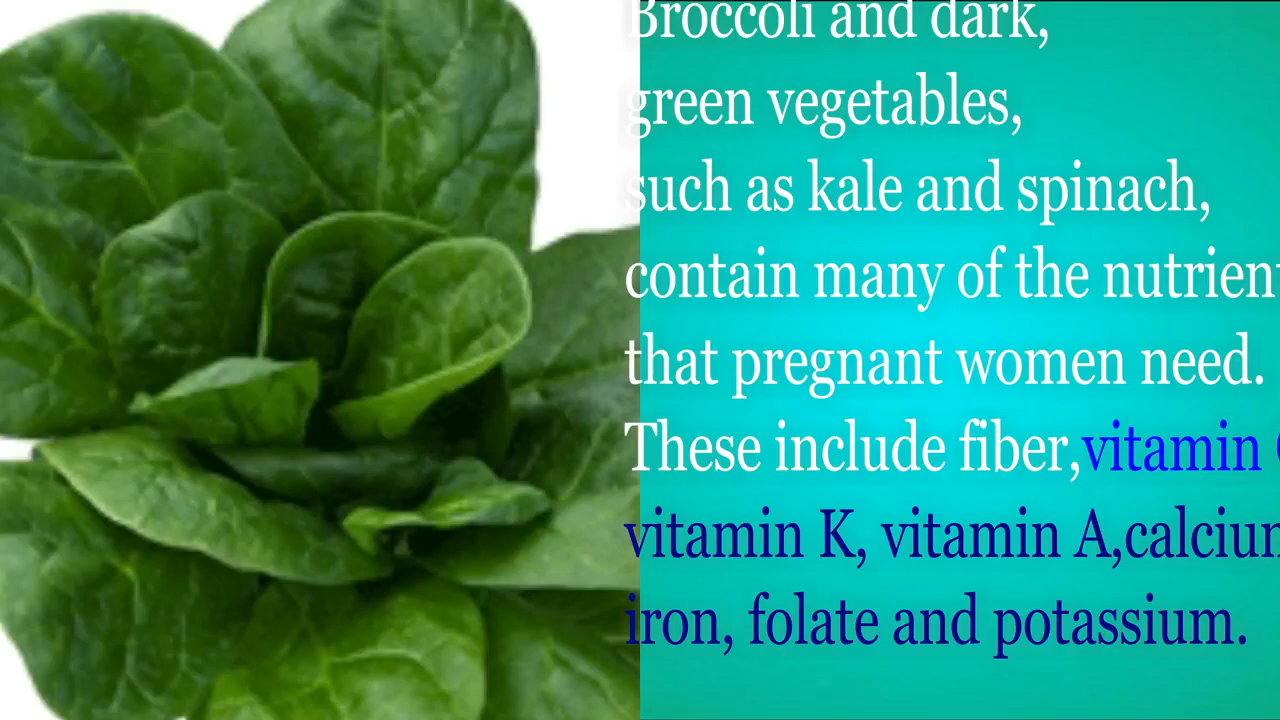 Broccoli and dark,
green vegetables,
such as kale and spinach,
contain many of the nutrient
that pregnant women need.
These include fiber,vitamin
vitamin K, vitamin A,calcium
iron, folate and potassium.